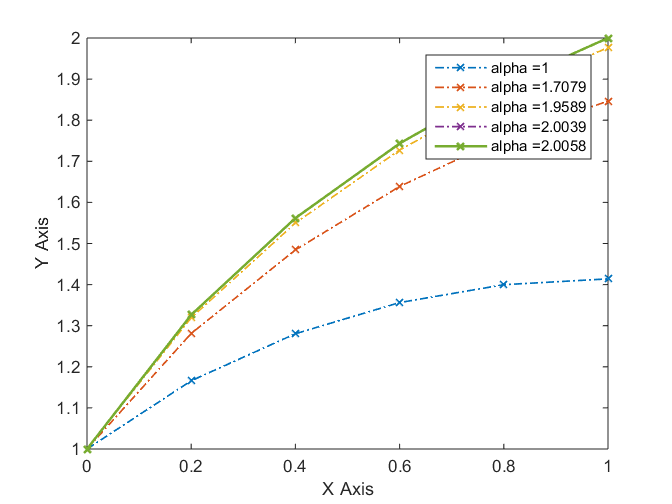 2
1.9
1.8
1.7
1.6
1.5
1.4
1.3
1.2
1.1
1
Y Axis
alpha =1
alpha =1.7079
alpha =1.9589
alpha =2.0039
alpha =2.0058
0 0.2 0.4 0.6 0.8 1
X Axis